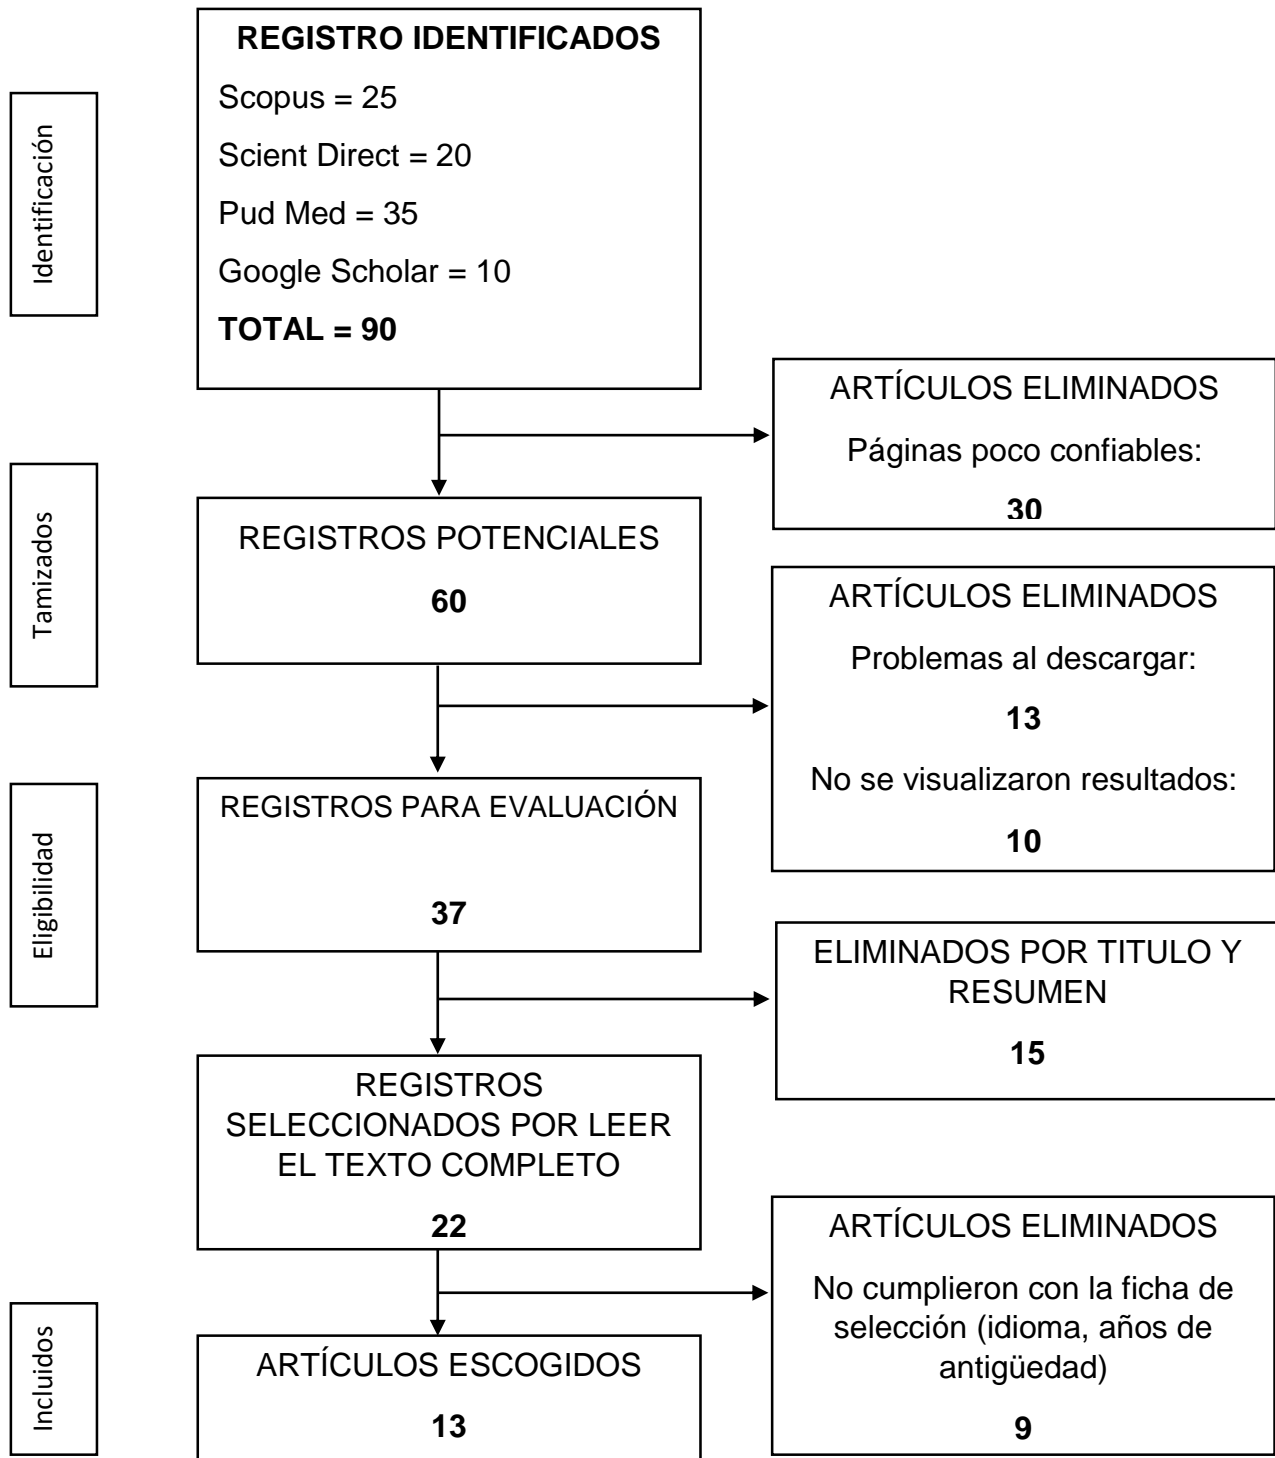 REGISTRO IDENTIFICADOS
Scopus = 25
Scient Direct = 20
Pud Med = 35
Google Scholar = 10
TOTAL = 90
Identificación
ARTÍCULOS ELIMINADOS
Páginas poco confiables:
30
Tamizados
REGISTROS POTENCIALES
60
ARTÍCULOS ELIMINADOS
Problemas al descargar:
13
No se visualizaron resultados:
10
Eligibilidad
REGISTROS PARA EVALUACIÓN
37
ELIMINADOS POR TITULO Y
RESUMEN
15
REGISTROS
SELECCIONADOS POR LEER
EL TEXTO COMPLETO
22
ARTÍCULOS ELIMINADOS
No cumplieron con la ficha de
selección (idioma, años de
antigüedad)
9
Incluidos
ARTÍCULOS ESCOGIDOS
13